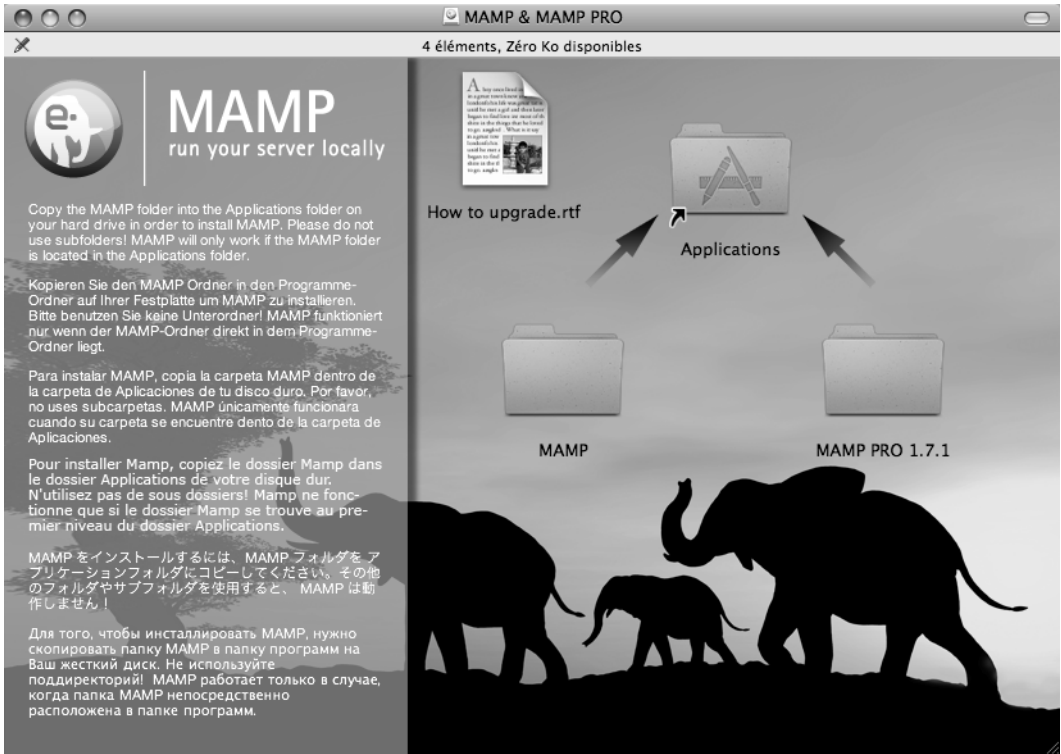 MAMP & MAMP PRO
4 éléments, Zéro Ko disponibles
e.
MAMP
run your server locally
Copy the MAMP folder into the Applications folder on
your hard drive in order to install MAMP. Please do not
use subfolders! MAMP will only work if the MAMP folder
is located in the Applications folder.
Kopieren Sie den MAMP Ordner in den Programme-
Ordner auf Ihrer Festplatte um MAMP zu installieren.
Bitte benutzen Sie keine Unterordner! MAMP funktioniert
nur wenn der MAMP-Ordner direkt in dem Programme-
Ordner liegt.
Para instalar MAMP, copia la carpeta MAMP dentro de
la carpeta de Aplicaciones de tu disco duro. Por favor,
no uses subcarpetas. MAMP únicamente funcionara
cuando su carpeta se encuentre dento de la carpeta de
Aplicaciones.
Pour installer Mamp, copiez le dossier Mamp dans
le dossier Applications de votre disque dur.
N'utilisez pas de sous dossiers! Mamp ne fonc-
tionne que si le dossier Mamp se trouve au pre-
mier niveau du dossier Applications.
MAMP をインストールするには、MAMP フォルダを ア
プリケーションフォルダにコピーしてください。その他
のフォルダやサブフォルダを使用すると、 MAMP は動
作しません！
Для того, чтобы инсталлировать MAMP, нужно
скопировать папку MAMP в папку программ на
Ваш жесткий диск. Не используйте
поддиректорий! MAMP работает только в случае,
когда папка MAMP непосредственно
расположена в папке программ.
How to upgrade.rtf
Applications
MAMP
MAMP PRO 1.7.1